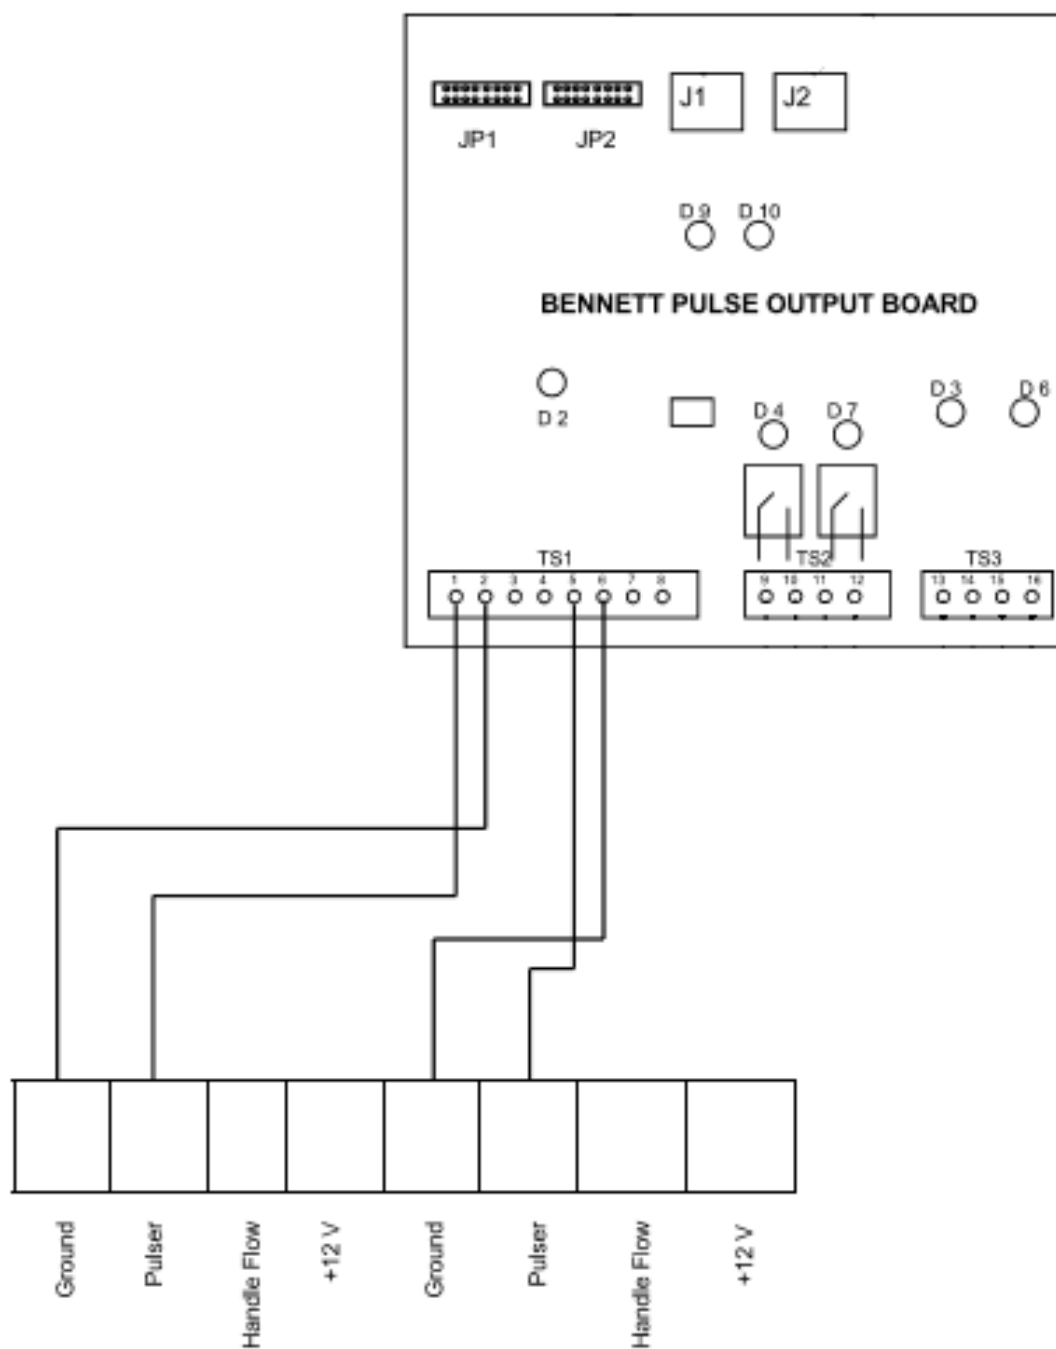 J1 J2
JP1 JP2
D 9 D 10
BENNETT PULSE OUTPUT BOARD
D 2 D 4 D 7 D 3 D 6
TS1 TS2 TS3
1 2 3 4 5 6 7 8 9 10 11 12 13 14 15 16
Ground
Pulser
Handle Flow
+12 V
Ground
Pulser
Handle Flow
+12 V